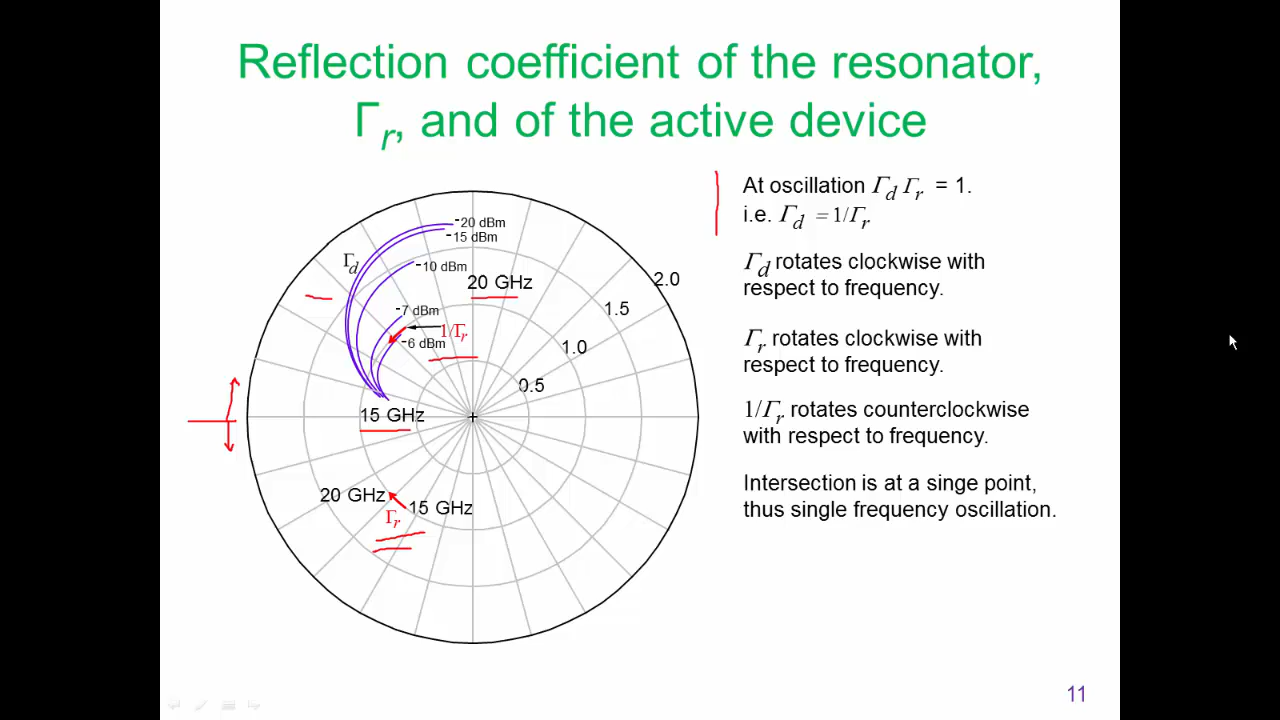 Reflection coefficient of the resonator,
Γr, and of the active device
At oscillation Γd Γr = 1.
i.e. Γd = 1/Γr
Γd rotates clockwise with
respect to frequency.
Γr rotates clockwise with
respect to frequency.
1/Γr rotates counterclockwise
with respect to frequency.
Intersection is at a singe point,
thus single frequency oscillation.
-20 dBm
-15 dBm
Γd
-10 dBm
20 GHz
2.0
-7 dBm
1.5
1/Γr
-6 dBm
1.0
0.5
15 GHz
20 GHz
15 GHz
Γr
11